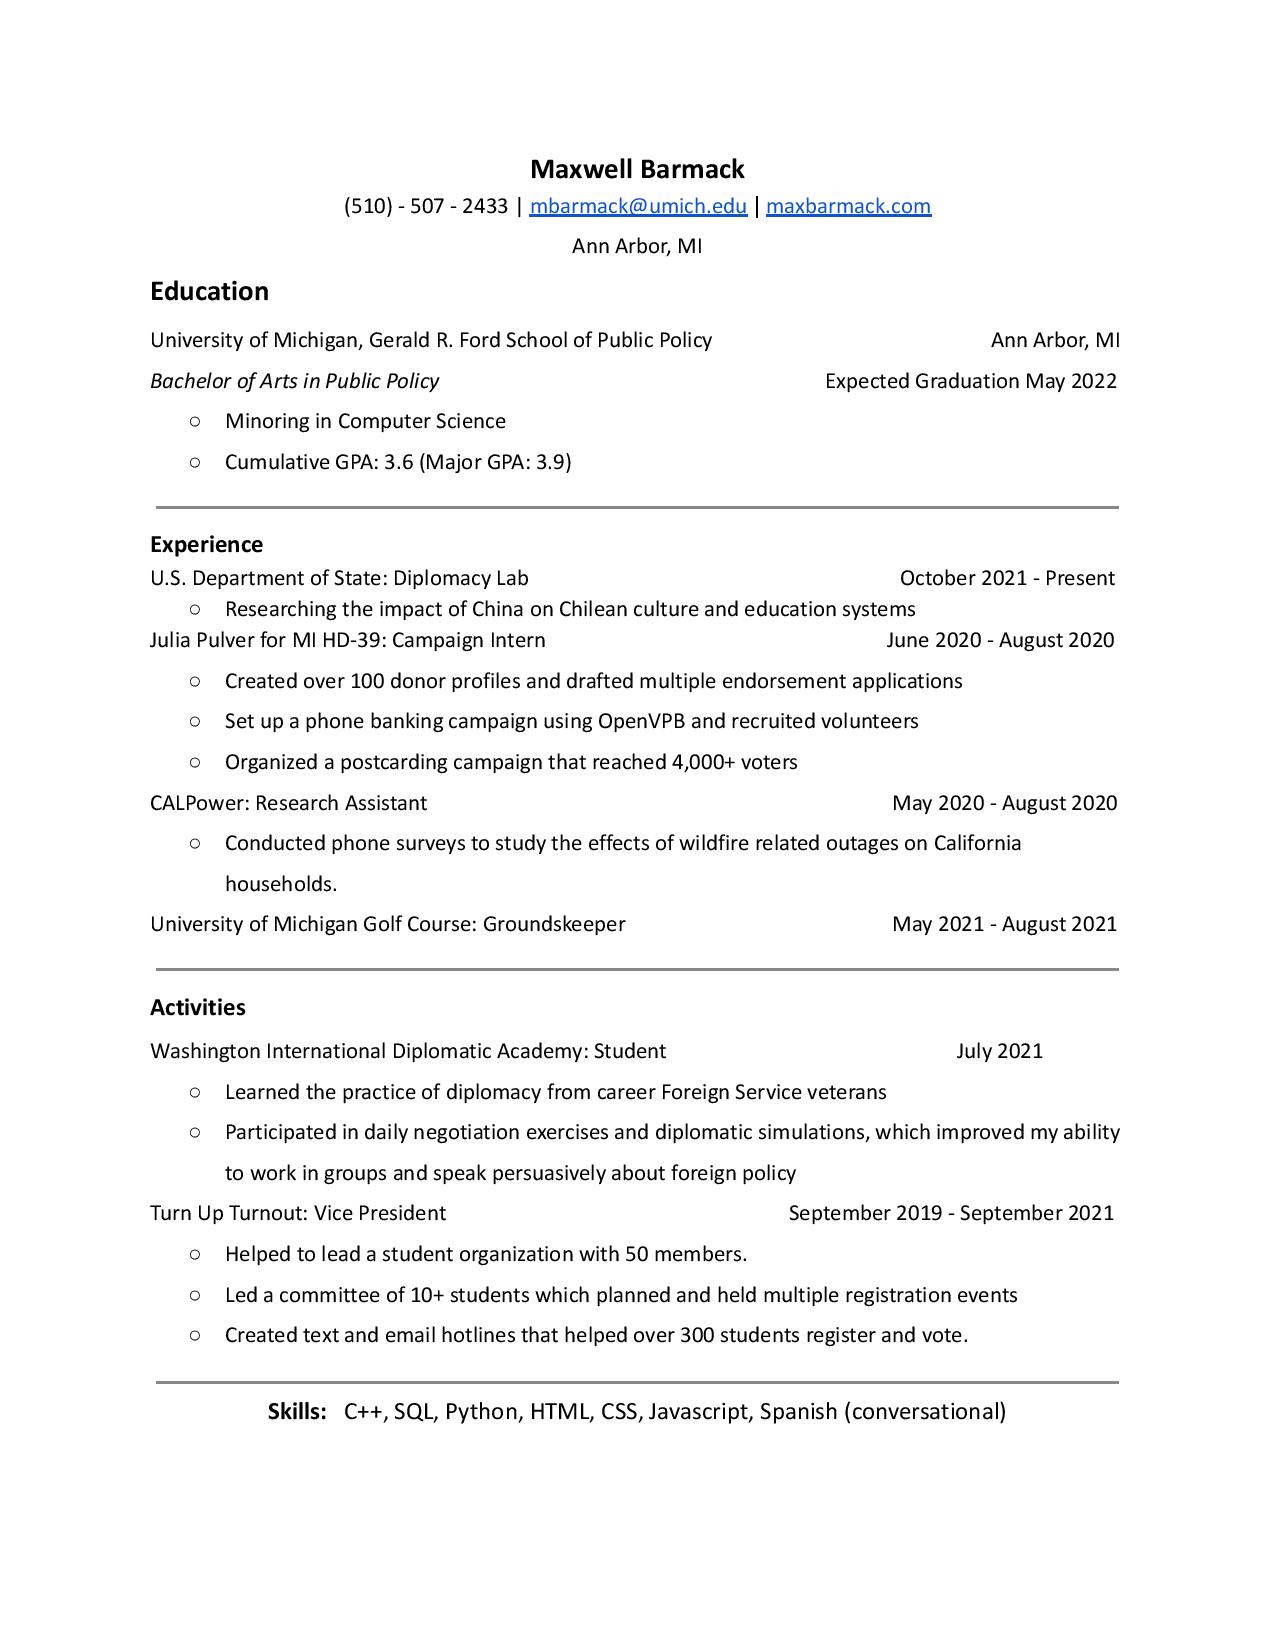 Maxwell Barmack
(510) - 507 - 2433 | mbarmack@umich.edu | maxbarmack.com
Ann Arbor, MI
Education
University of Michigan, Gerald R. Ford School of Public Policy Ann Arbor, MI
Bachelor of Arts in Public Policy Expected Graduation May 2022
○ Minoring in Computer Science
○ Cumulative GPA: 3.6 (Major GPA: 3.9)
Experience
U.S. Department of State: Diplomacy Lab October 2021 - Present
○ Researching the impact of China on Chilean culture and education systems
Julia Pulver for MI HD-39: Campaign Intern June 2020 - August 2020
○ Created over 100 donor profiles and drafted multiple endorsement applications
○ Set up a phone banking campaign using OpenVPB and recruited volunteers
○ Organized a postcarding campaign that reached 4,000+ voters
CALPower: Research Assistant May 2020 - August 2020
○ Conducted phone surveys to study the effects of wildfire related outages on California
households.
University of Michigan Golf Course: Groundskeeper May 2021 - August 2021
Activities
Washington International Diplomatic Academy: Student July 2021
○ Learned the practice of diplomacy from career Foreign Service veterans
○ Participated in daily negotiation exercises and diplomatic simulations, which improved my ability
to work in groups and speak persuasively about foreign policy
Turn Up Turnout: Vice President September 2019 - September 2021
○ Helped to lead a student organization with 50 members.
○ Led a committee of 10+ students which planned and held multiple registration events
○ Created text and email hotlines that helped over 300 students register and vote.
Skills: C++, SQL, Python, HTML, CSS, Javascript, Spanish (conversational)